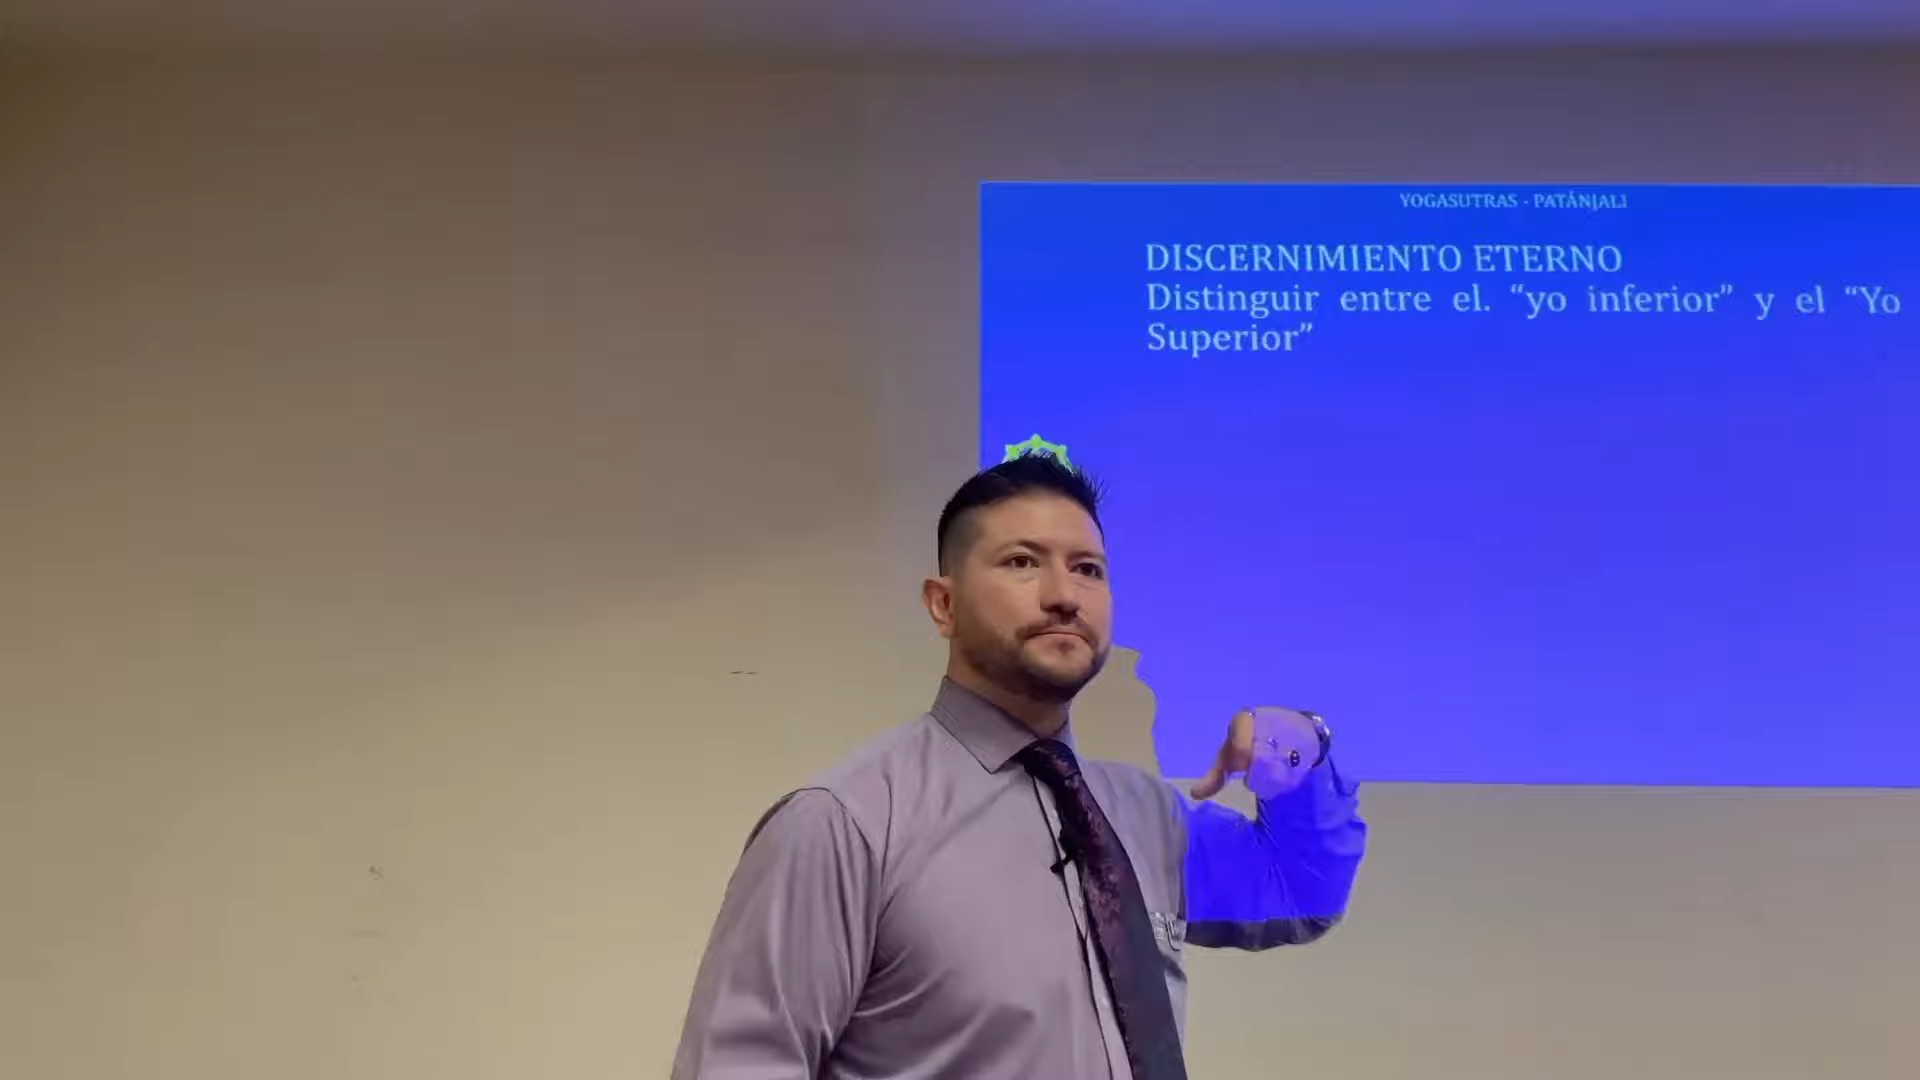 YOGASUTRAS - PATÁNJALI
DISCERNIMIENTO ETERNO
Distinguir entre el. “yo inferior” y el “Yo
Superior”